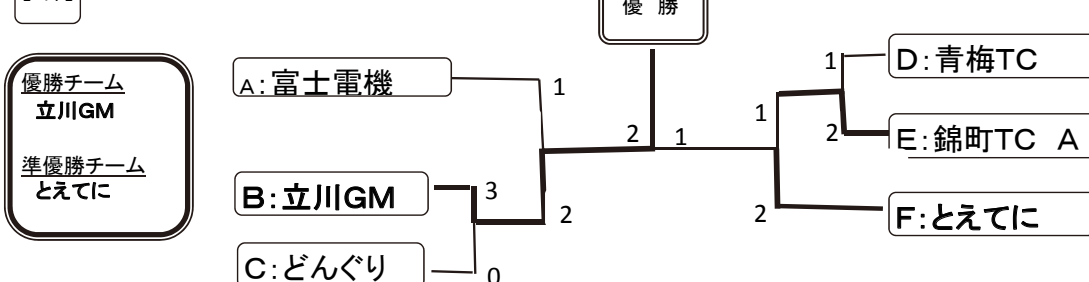 優 勝
優勝チーム
立川GM
準優勝チーム
とえてに
A:富士電機
1
B:立川GM
3
2
C:どんぐり
0
2
1
1
D:青梅TC
1
2
E:錦町TC A
2
F:とえてに